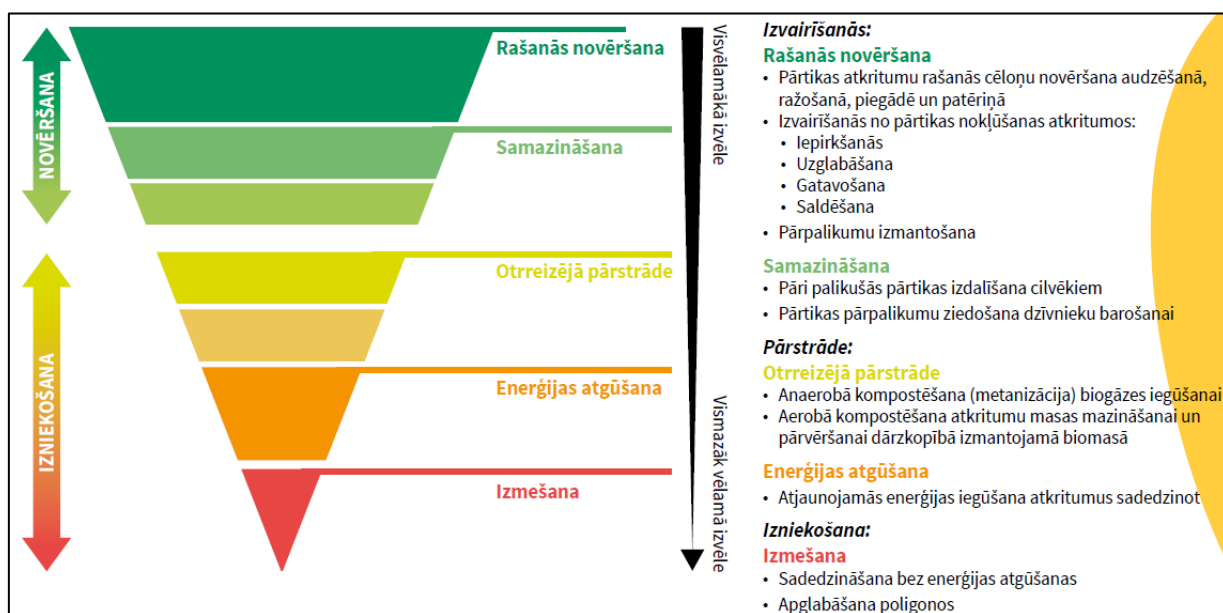 NOVĒRŠANA
IZNIEKOŠANA
Rašanās novēršana
Samazināšana
Otrreizējā pārstrāde
Enerģijas atgūšana
Izmešana
Visvēlamākā izvēle
Vismazāk vēlamā izvēle
Izvairīšanās:
Rašanās novēršana
• Pārtikas atkritumu rašanās cēloņu novēršana audzēšanā,
ražošanā, piegādē un patēriņā
• Izvairīšanās no pārtikas nokļūšanas atkritumos:
• Iepirkšanās
• Uzglabāšana
• Gatavošana
• Saldēšana
• Pārpalikumu izmantošana
Samazināšana
• Pāri palikušās pārtikas izdalīšana cilvēkiem
• Pārtikas pārpalikumu ziedošana dzīvnieku barošanai
Pārstrāde:
Otrreizējā pārstrāde
• Anaerobā kompostēšana (metanizācija) biogāzes iegūšanai
• Aerobā kompostēšana atkritumu masas mazināšanai un
pārvēršanai dārzkopībā izmantojamā biomasā
Enerģijas atgūšana
• Atjaunojamās enerģijas iegūšana atkritumus sadedzinot
Izniekošana:
Izmešana
• Sadedzināšana bez enerģijas atgūšanas
• Apglabāšana poligonos